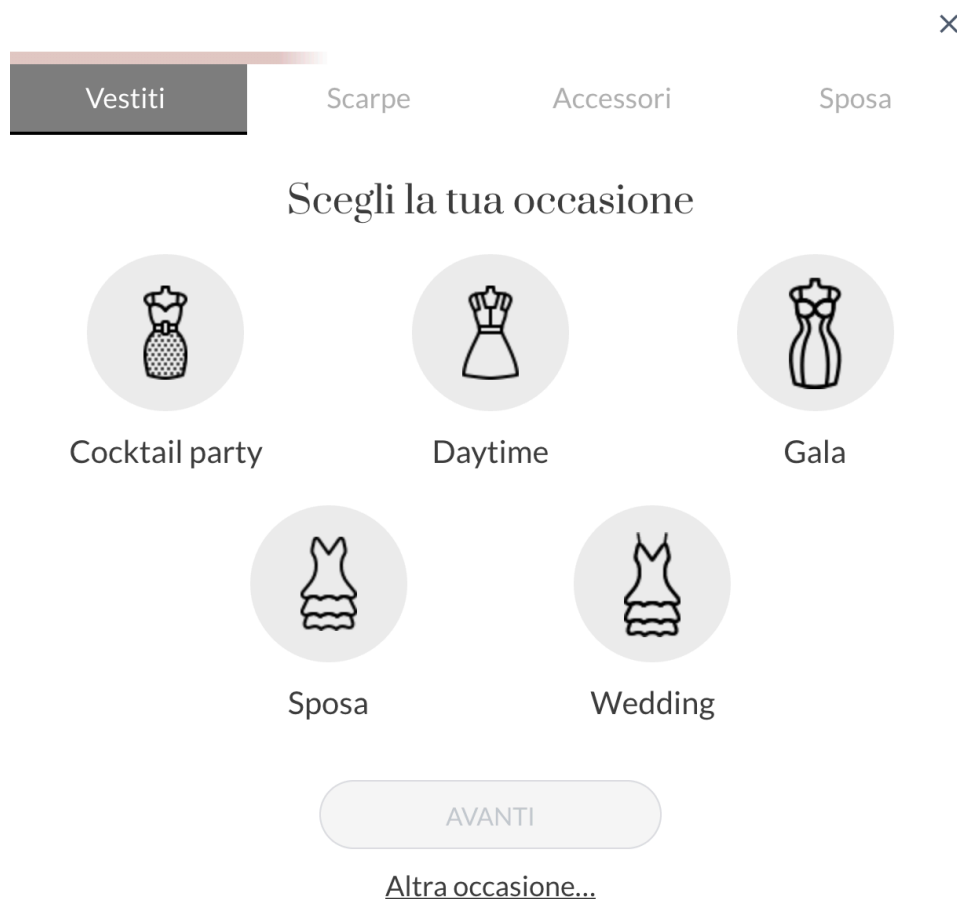 Vestiti Scarpe Accessori Sposa
Scegli la tua occasione
Cocktail party Daytime Gala
Sposa Wedding
AVANTI
Altra occasione...